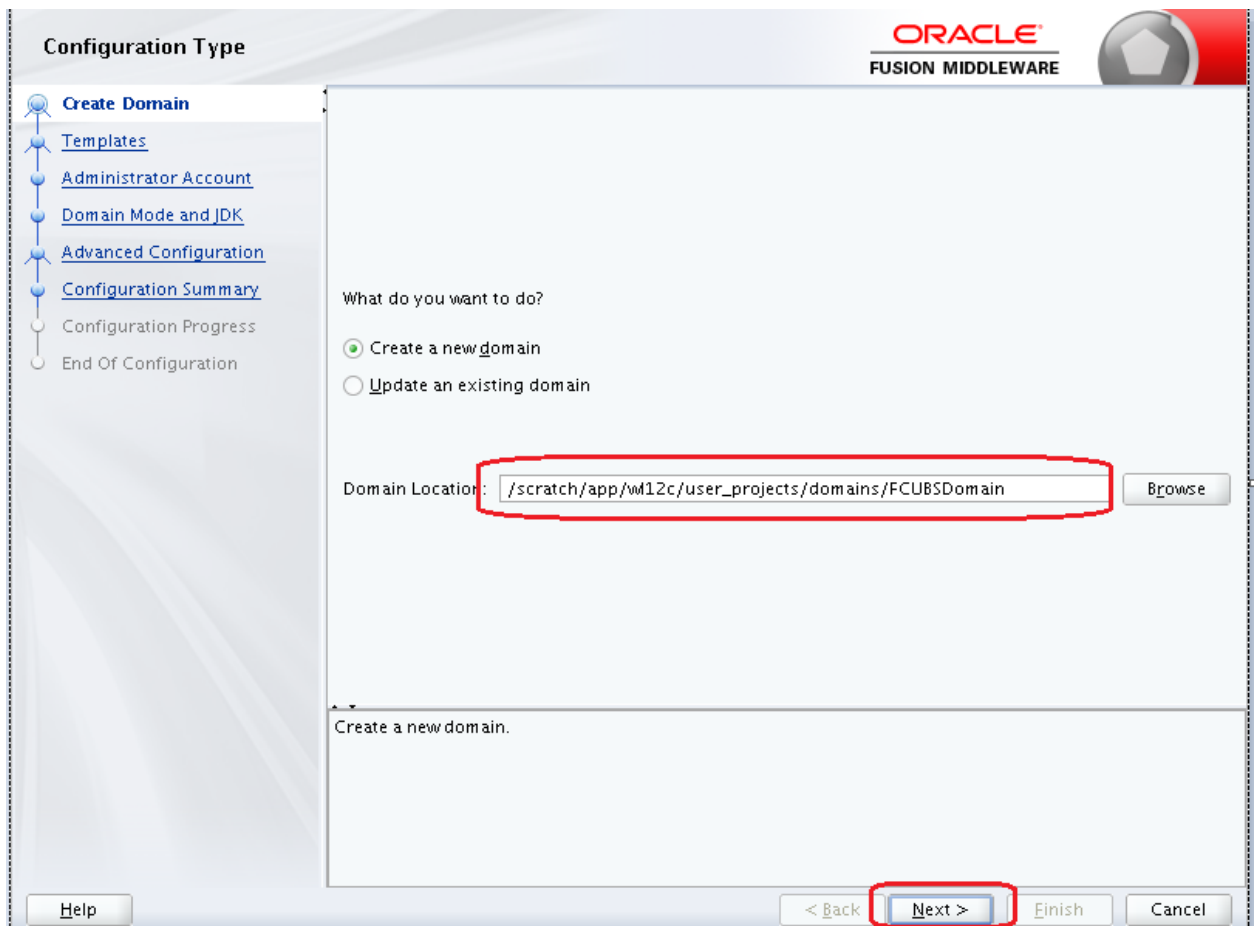 Configuration Type
ORACLE
FUSION MIDDLEWARE
Create Domain
Templates
Administrator Account
Domain Mode and JDK
Advanced Configuration
Configuration Summary
Configuration Progress
End Of Configuration
What do you want to do?
Create a new domain
Update an existing domain
Domain Location: /scratch/app/wl12c/user_projects/domains/FCUBSDomain Browse
Create a new domain.
Help < Back Next > Finish Cancel